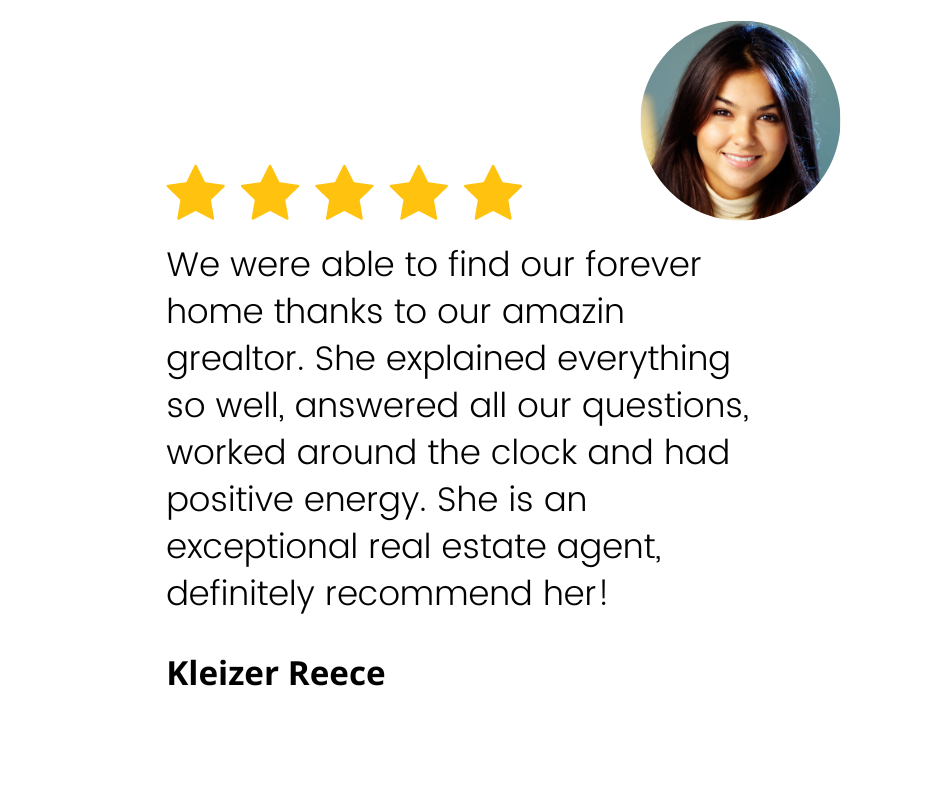 We were able to find our forever
home thanks to our amazin
grealtor. She explained everything
so well, answered all our questions,
worked around the clock and had
positive energy. She is an
exceptional real estate agent,
definitely recommend her!
Kleizer Reece